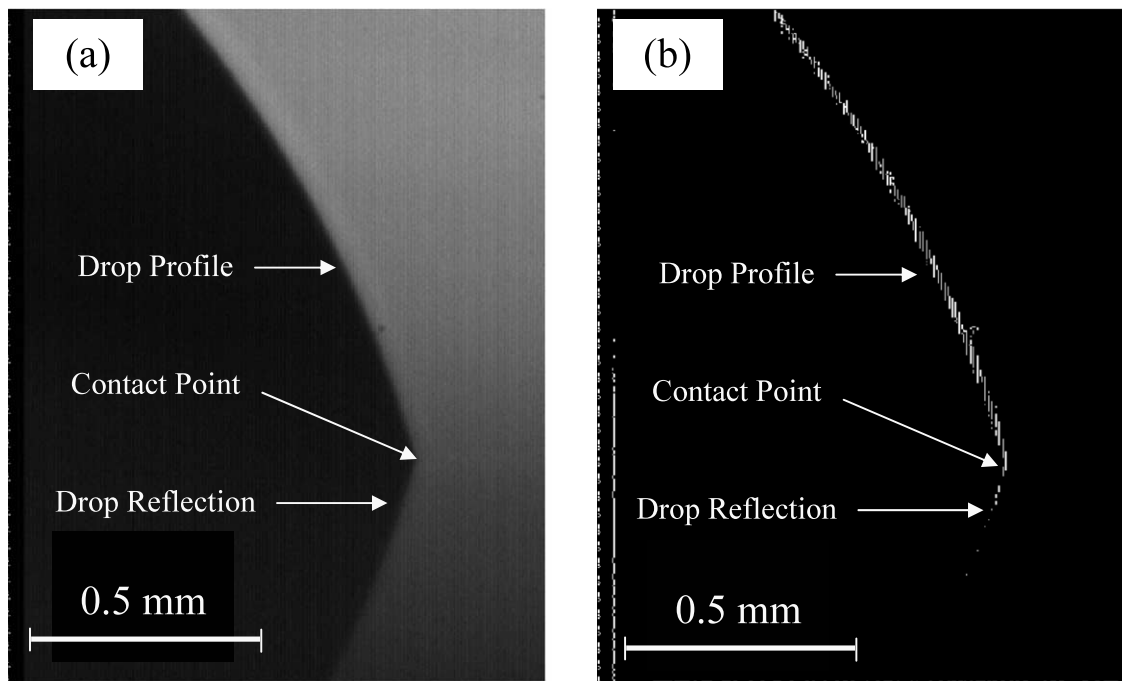 (a)
Drop Profile
Contact Point
Drop Reflection
0.5 mm
(b)
Drop Profile
Contact Point
Drop Reflection
0.5 mm